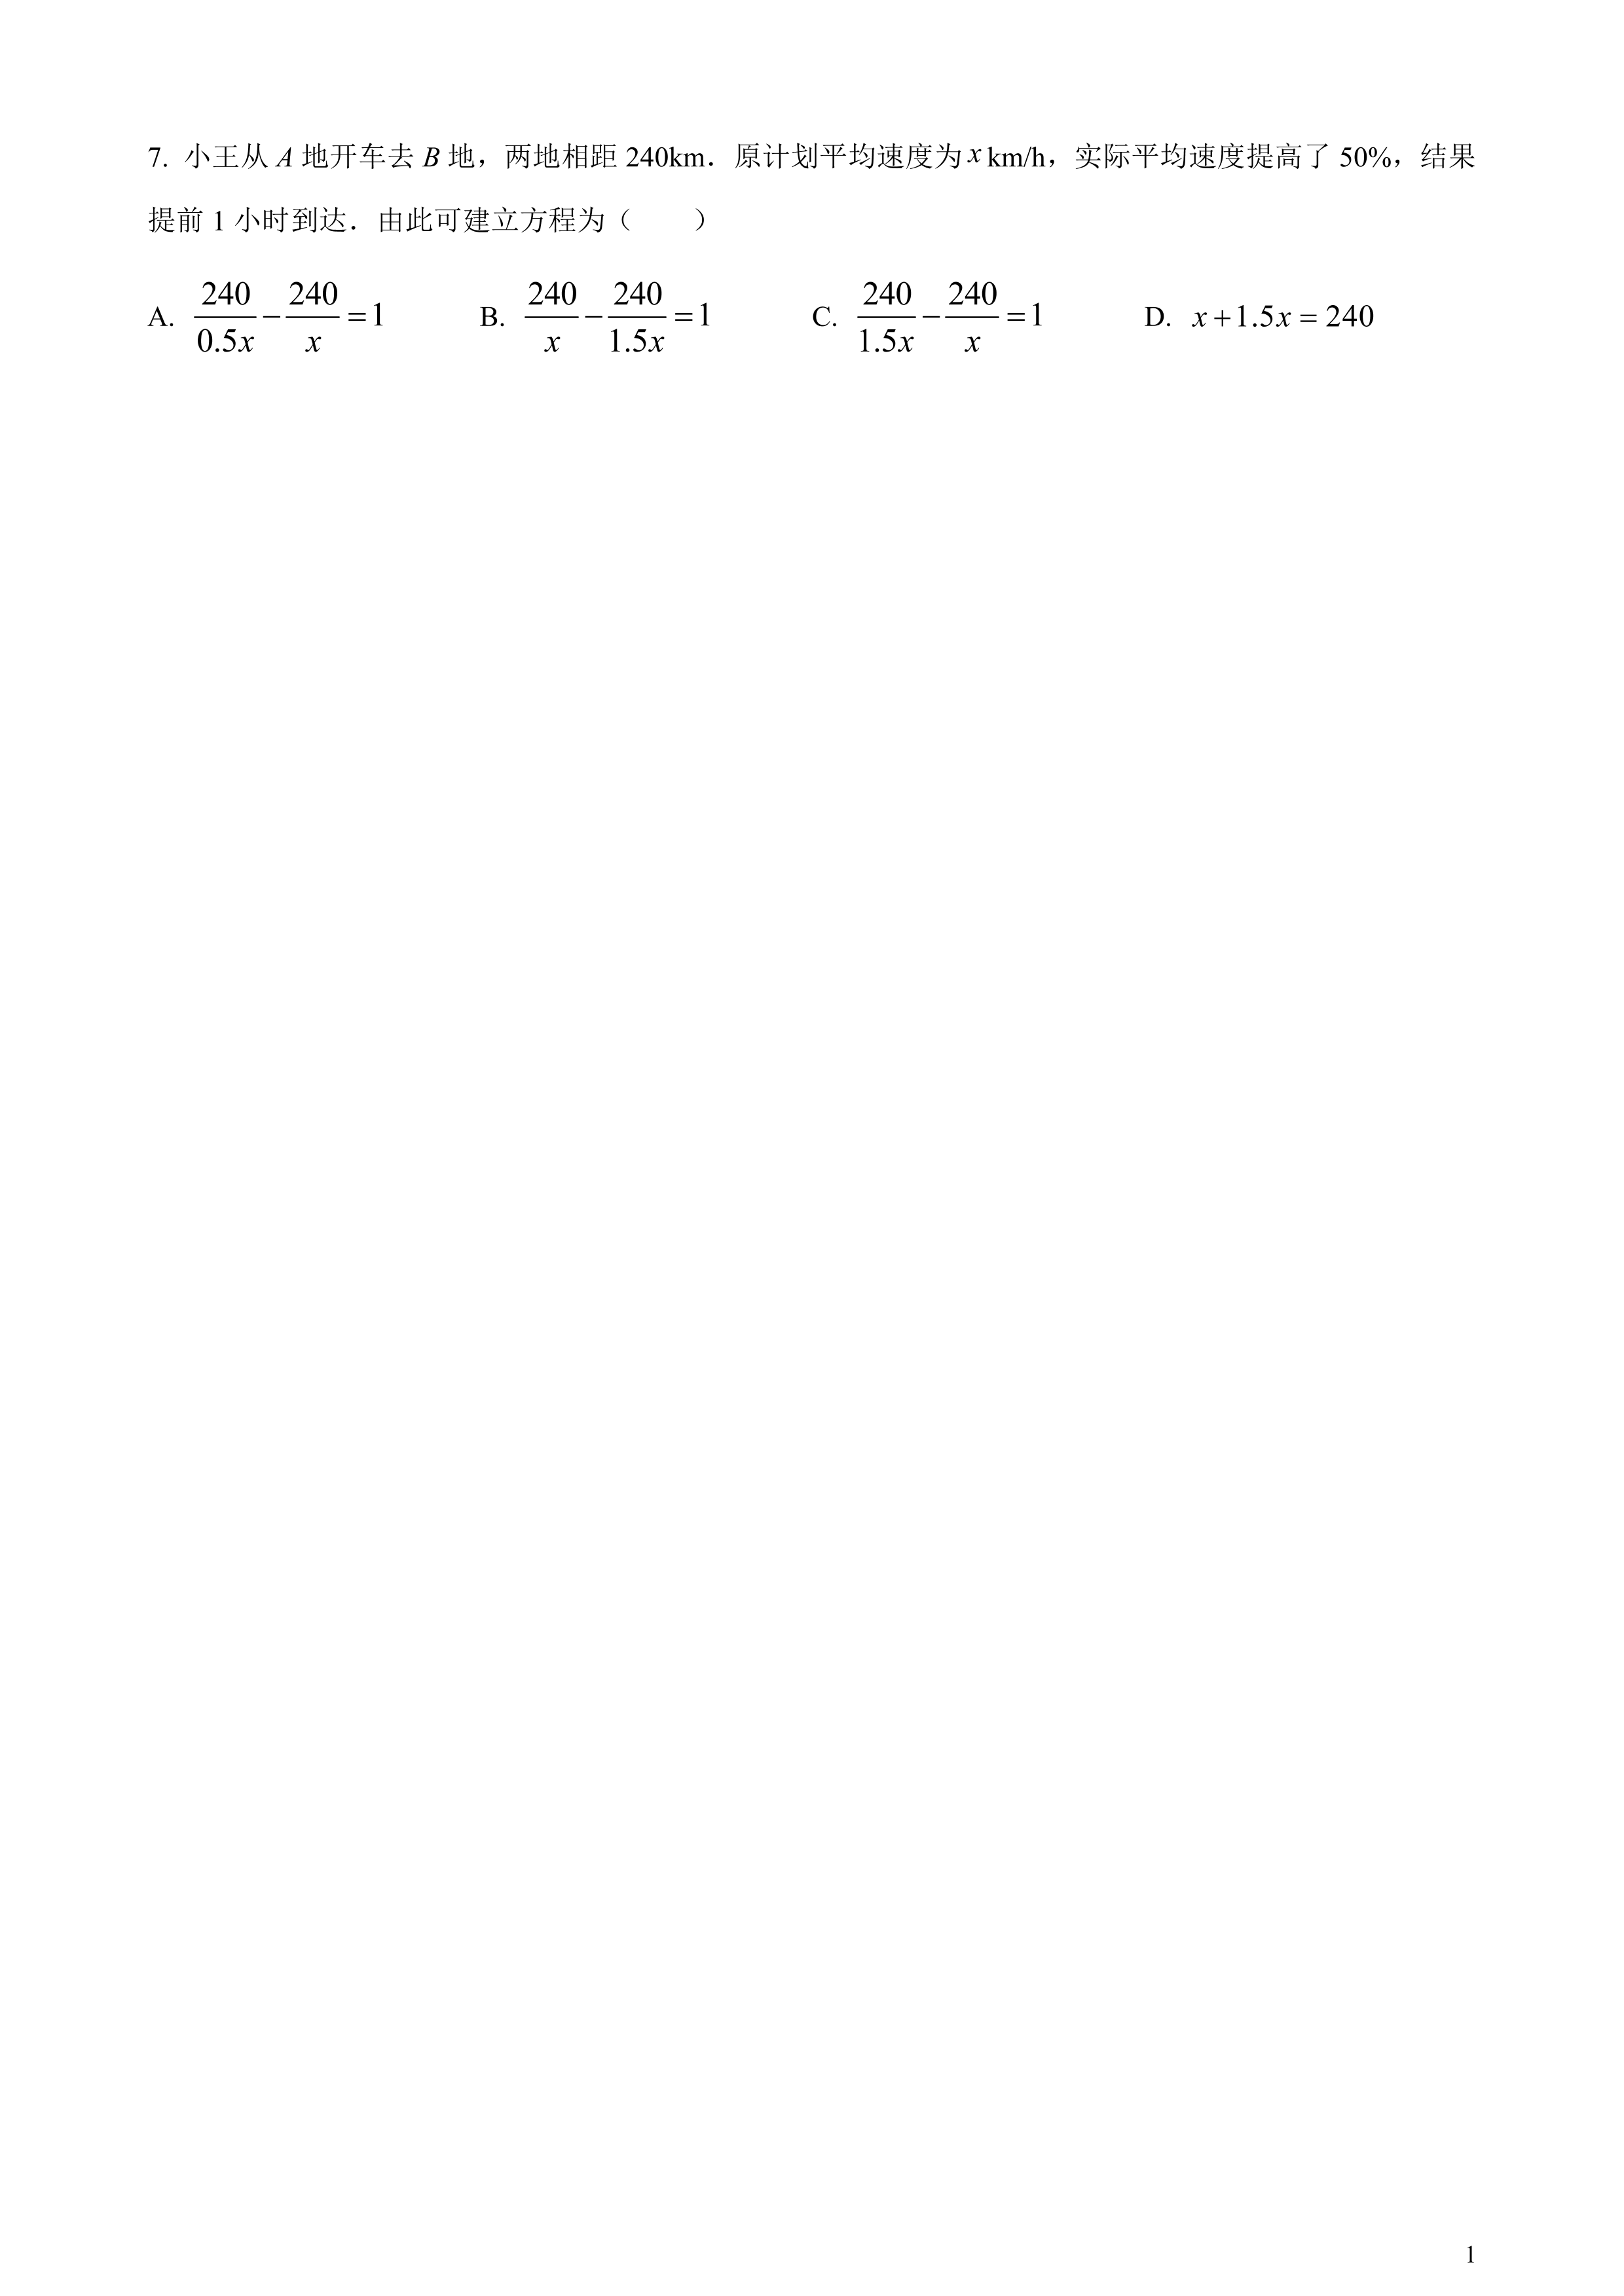 7. 小王从 A 地开车去 B 地，两地相距 240km．原计划平均速度为 x km/h，实际平均速度提高了 50%，结果
提前 1 小时到达．由此可建立方程为（　　）
A. \frac{240}{0.5x} - \frac{240}{x} = 1 B. \frac{240}{x} - \frac{240}{1.5x} = 1 C. \frac{240}{1.5x} - \frac{240}{x} = 1 D. x + 1.5x = 240
1